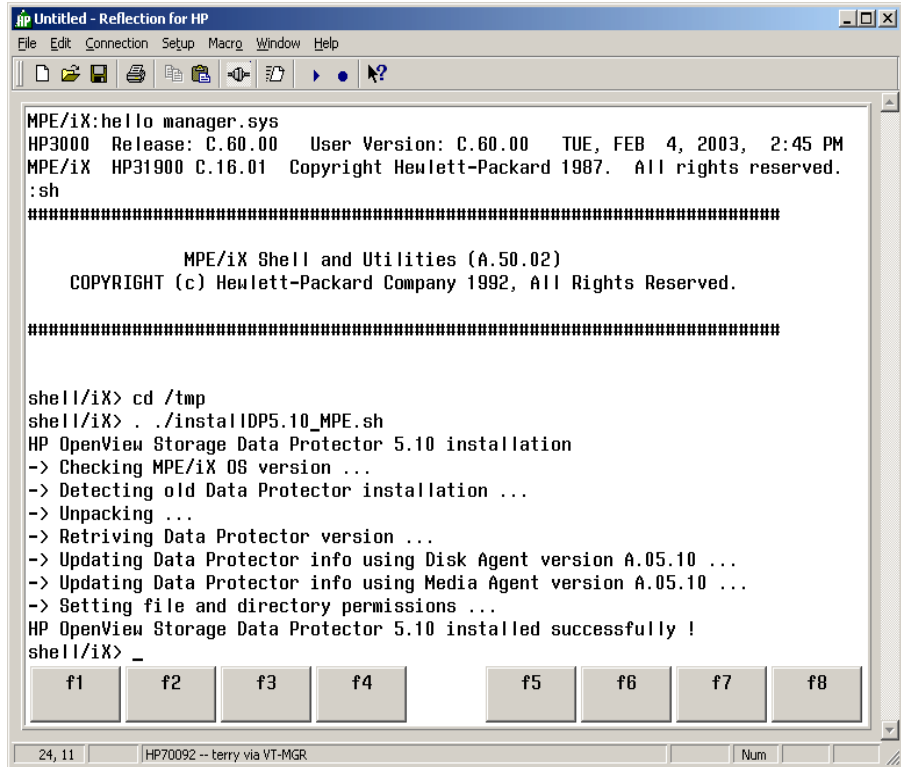 Untitled - Reflection for HP
File Edit Connection Setup Macro Window Help
MPE/iX:hello manager.sys
HP3000 Release: C.60.00 User Version: C.60.00 TUE, FEB 4, 2003, 2:45 PM
MPE/iX HP31900 C.16.01 Copyright Hewlett-Packard 1987. All rights reserved.
:sh
########################################################################
MPE/iX Shell and Utilities (A.50.02)
COPYRIGHT (c) Hewlett-Packard Company 1992, All Rights Reserved.
########################################################################
shell/iX> cd /tmp
shell/iX> . ./installDP5.10_MPE.sh
HP OpenView Storage Data Protector 5.10 installation
-> Checking MPE/iX OS version ...
-> Detecting old Data Protector installation ...
-> Unpacking ...
-> Retriving Data Protector version ...
-> Updating Data Protector info using Disk Agent version A.05.10 ...
-> Updating Data Protector info using Media Agent version A.05.10 ...
-> Setting file and directory permissions ...
HP OpenView Storage Data Protector 5.10 installed successfully !
shell/iX> _
f1 f2 f3 f4 f5 f6 f7 f8
24, 11 HP70092 -- terry via VT-MGR Num